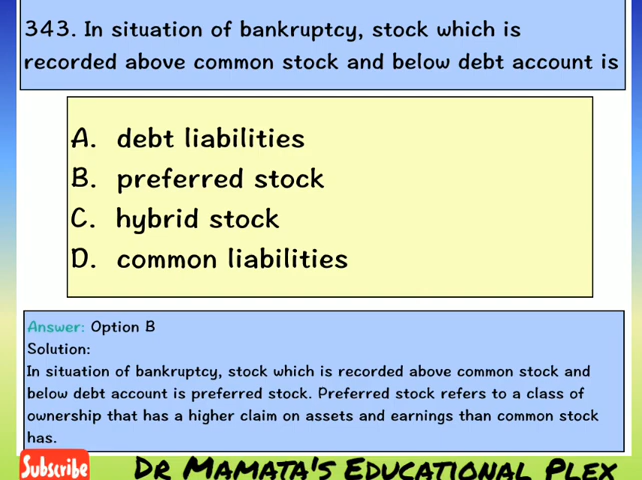 343. In situation of bankruptcy, stock which is
recorded above common stock and below debt account is
A. debt liabilities
B. preferred stock
C. hybrid stock
D. common liabilities
Answer: Option B
Solution:
In situation of bankruptcy, stock which is recorded above common stock and
below debt account is preferred stock. Preferred stock refers to a class of
ownership that has a higher claim on assets and earnings than common stock
has.
Subscribe DR MAMATA'S EDUCATIONAL PLEX